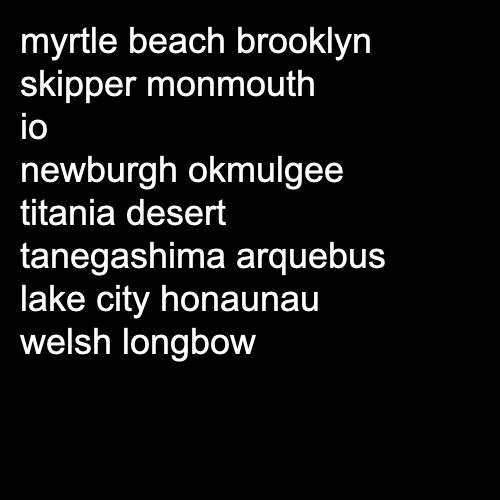 myrtle beach brooklyn
skipper monmouth
io
newburgh okmulgee
titania desert
tanegashima arquebus
lake city honaunau
welsh longbow